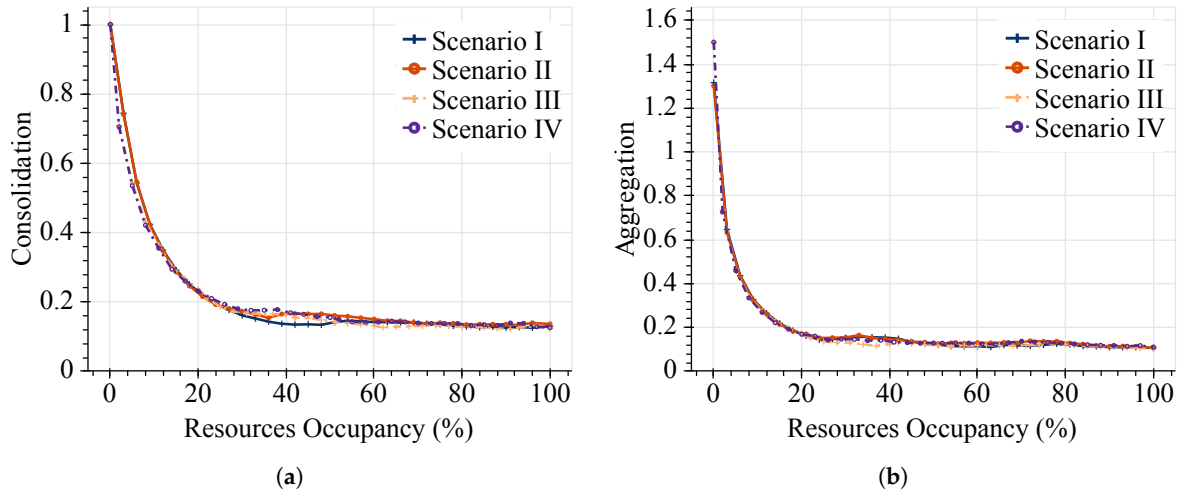 Consolidation
1
0.8
0.6
0.4
0.2
0
0
20
40
60
80
100
Resources Occupancy (%)
Scenario I
Scenario II
Scenario III
Scenario IV
(a)
Aggregation
1.6
1.4
1.2
1
0.8
0.6
0.4
0.2
0
0
20
40
60
80
100
Resources Occupancy (%)
Scenario I
Scenario II
Scenario III
Scenario IV
(b)